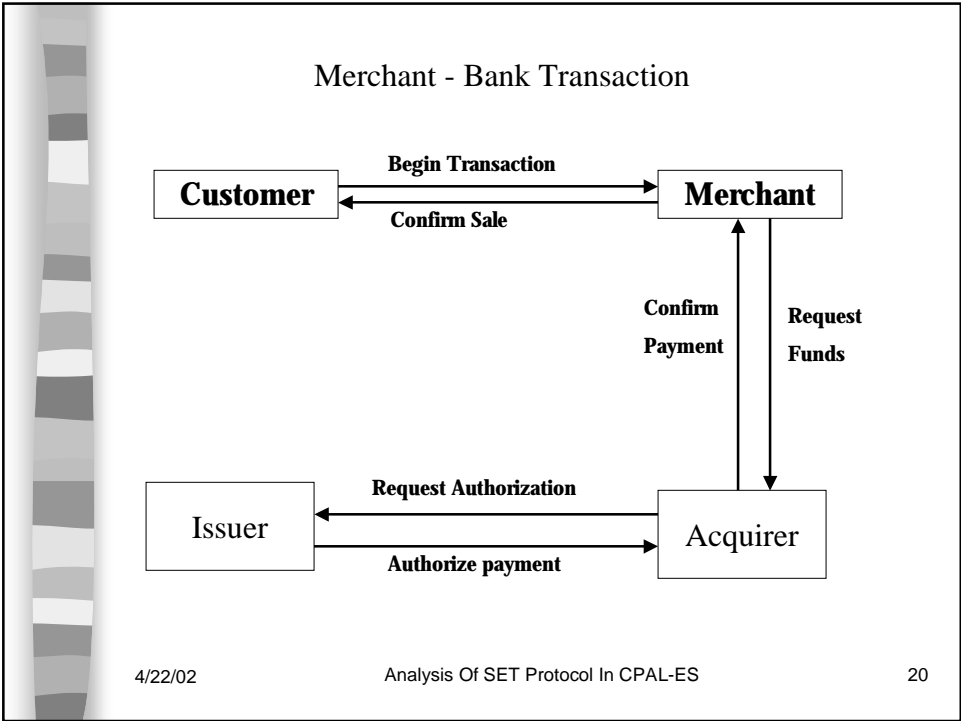 Merchant - Bank Transaction
Begin Transaction
Customer
Merchant
Confirm Sale
Confirm
Payment
Request
Funds
Request Authorization
Issuer
Acquirer
Authorize payment
4/22/02
Analysis Of SET Protocol In CPAL-ES
20